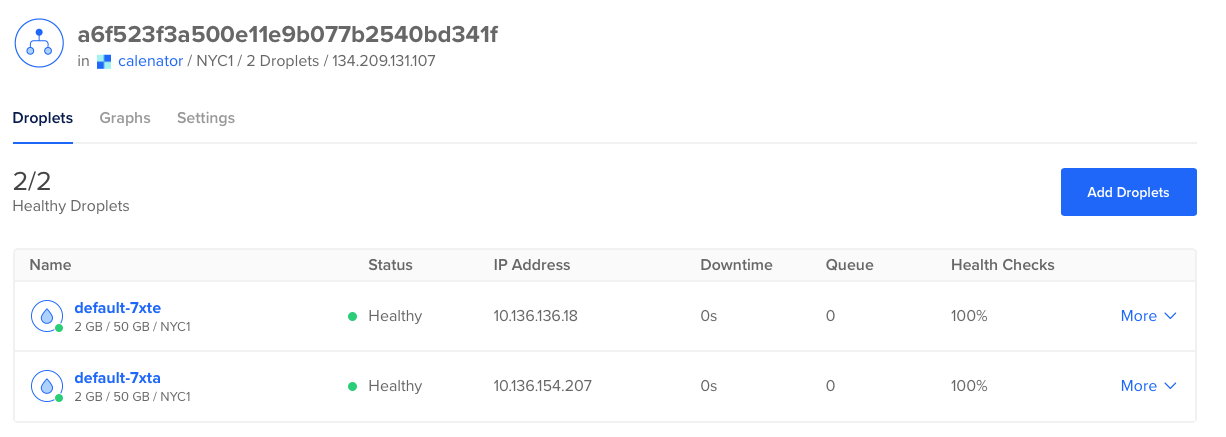 a6f523f3a500e11e9b077b2540bd341f
in calenator / NYC1 / 2 Droplets / 134.209.131.107
Droplets Graphs Settings
2/2
Healthy Droplets
Add Droplets
Name Status IP Address Downtime Queue Health Checks
default-7xte
2 GB / 50 GB / NYC1
Healthy 10.136.136.18 0s 0 100% More
default-7xta
2 GB / 50 GB / NYC1
Healthy 10.136.154.207 0s 0 100% More